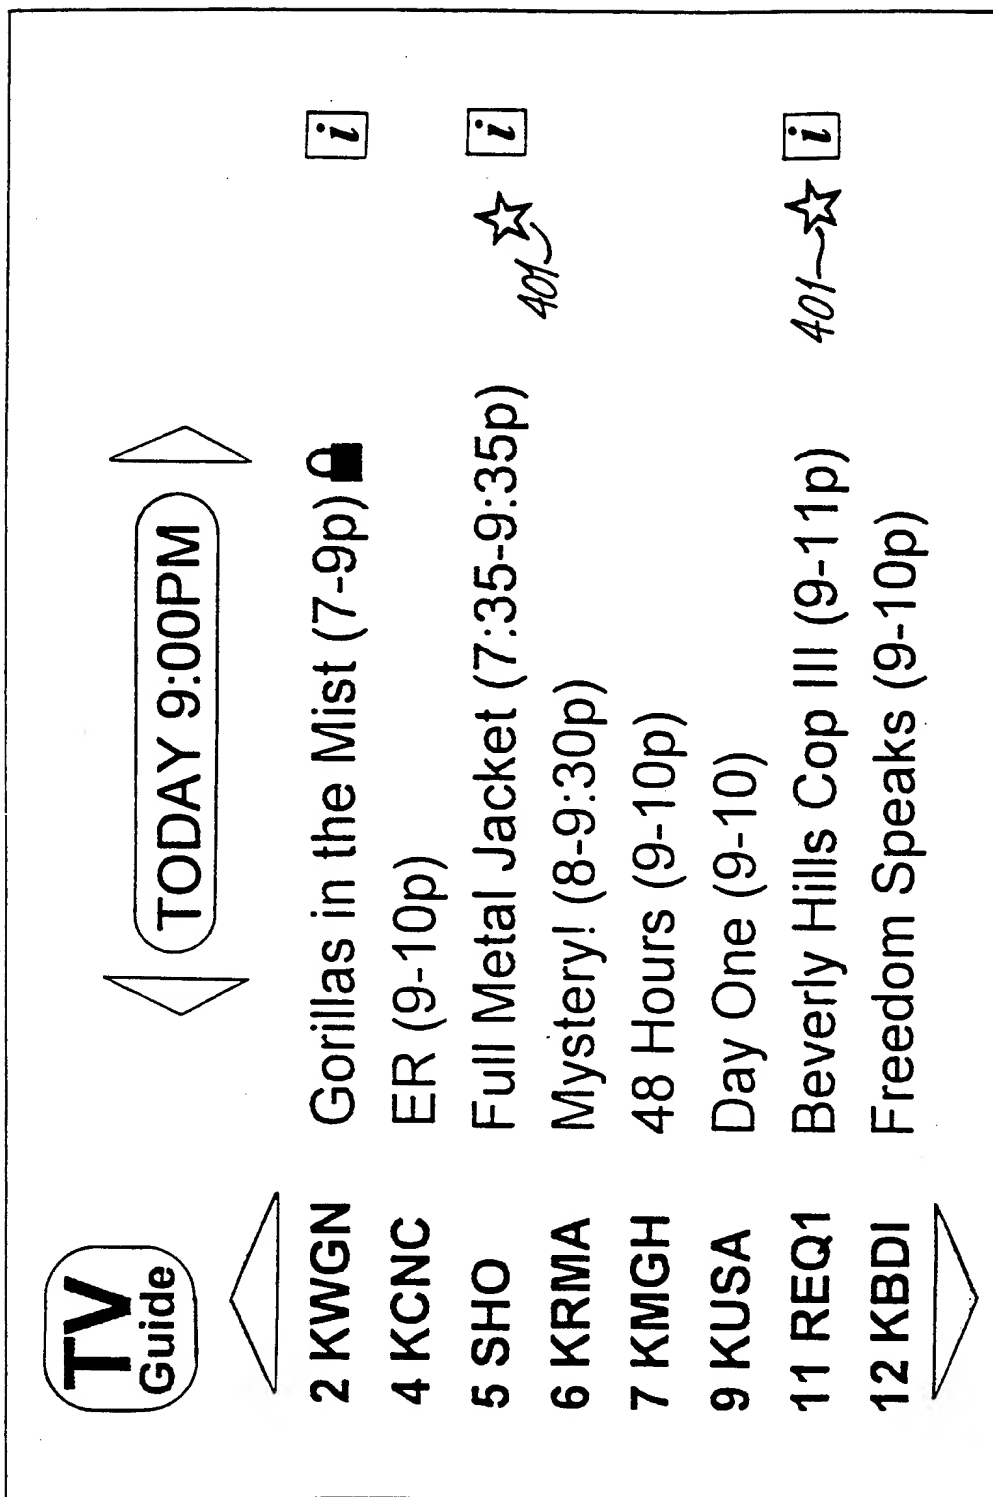 TV
Guide
TODAY 9:00PM
2 KWGN Gorillas in the Mist (7-9p) i
4 KCNC ER (9-10p)
5 SHO Full Metal Jacket (7:35-9:35p) i
401
6 KRMA Mystery! (8-9:30p)
7 KMGH 48 Hours (9-10p)
9 KUSA Day One (9-10)
11 REQ1 Beverly Hills Cop III (9-11p) 401 i
12 KBDI Freedom Speaks (9-10p)